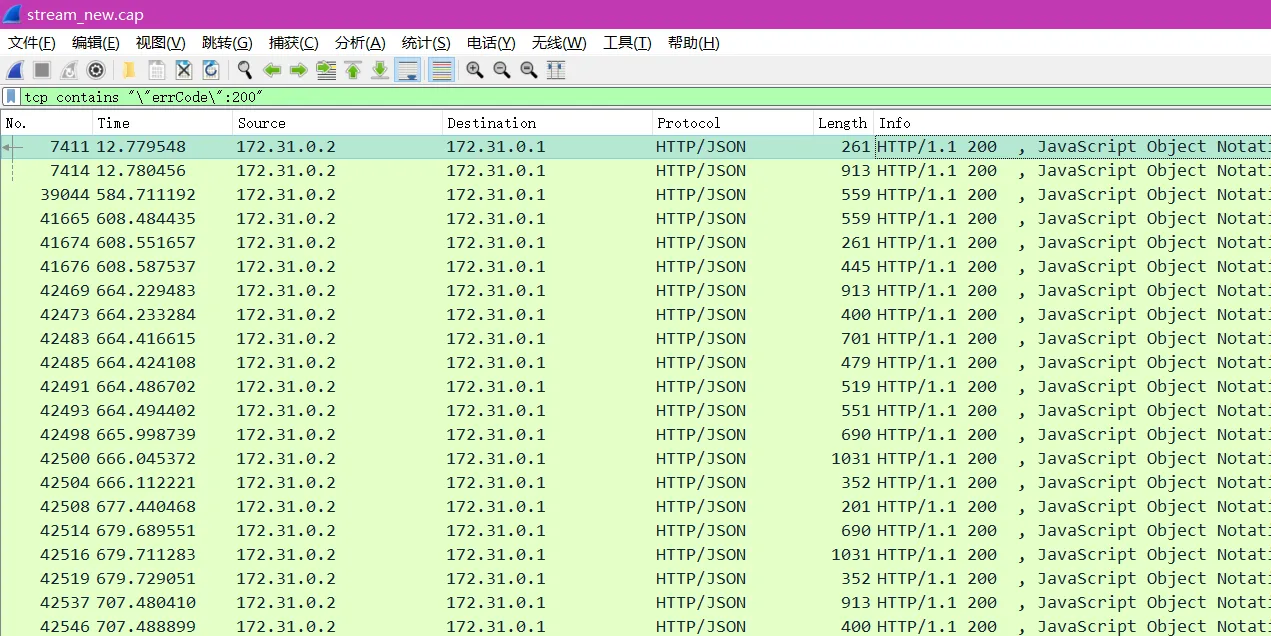 stream_new.cap
文件(F) 编辑(E) 视图(V) 跳转(G) 捕获(C) 分析(A) 统计(S) 电话(Y) 无线(W) 工具(T) 帮助(H)
tcp contains "\"errCode\":200"
No. Time Source Destination Protocol Length Info
7411 12.779548 172.31.0.2 172.31.0.1 HTTP/JSON 261 HTTP/1.1 200 , JavaScript Object Notati
7414 12.780456 172.31.0.2 172.31.0.1 HTTP/JSON 913 HTTP/1.1 200 , JavaScript Object Notati
39044 584.711192 172.31.0.2 172.31.0.1 HTTP/JSON 559 HTTP/1.1 200 , JavaScript Object Notati
41665 608.484435 172.31.0.2 172.31.0.1 HTTP/JSON 559 HTTP/1.1 200 , JavaScript Object Notati
41674 608.551657 172.31.0.2 172.31.0.1 HTTP/JSON 261 HTTP/1.1 200 , JavaScript Object Notati
41676 608.587537 172.31.0.2 172.31.0.1 HTTP/JSON 445 HTTP/1.1 200 , JavaScript Object Notati
42469 664.229483 172.31.0.2 172.31.0.1 HTTP/JSON 913 HTTP/1.1 200 , JavaScript Object Notati
42473 664.233284 172.31.0.2 172.31.0.1 HTTP/JSON 400 HTTP/1.1 200 , JavaScript Object Notati
42483 664.416615 172.31.0.2 172.31.0.1 HTTP/JSON 701 HTTP/1.1 200 , JavaScript Object Notati
42485 664.424108 172.31.0.2 172.31.0.1 HTTP/JSON 479 HTTP/1.1 200 , JavaScript Object Notati
42491 664.486702 172.31.0.2 172.31.0.1 HTTP/JSON 519 HTTP/1.1 200 , JavaScript Object Notati
42493 664.494402 172.31.0.2 172.31.0.1 HTTP/JSON 551 HTTP/1.1 200 , JavaScript Object Notati
42498 665.998739 172.31.0.2 172.31.0.1 HTTP/JSON 690 HTTP/1.1 200 , JavaScript Object Notati
42500 666.045372 172.31.0.2 172.31.0.1 HTTP/JSON 1031 HTTP/1.1 200 , JavaScript Object Notati
42504 666.112221 172.31.0.2 172.31.0.1 HTTP/JSON 352 HTTP/1.1 200 , JavaScript Object Notati
42508 677.440468 172.31.0.2 172.31.0.1 HTTP/JSON 201 HTTP/1.1 200 , JavaScript Object Notati
42514 679.689551 172.31.0.2 172.31.0.1 HTTP/JSON 690 HTTP/1.1 200 , JavaScript Object Notati
42516 679.711283 172.31.0.2 172.31.0.1 HTTP/JSON 1031 HTTP/1.1 200 , JavaScript Object Notati
42519 679.729051 172.31.0.2 172.31.0.1 HTTP/JSON 352 HTTP/1.1 200 , JavaScript Object Notati
42537 707.480410 172.31.0.2 172.31.0.1 HTTP/JSON 913 HTTP/1.1 200 , JavaScript Object Notati
42546 707.488899 172.31.0.2 172.31.0.1 HTTP/JSON 400 HTTP/1.1 200 , JavaScript Object Notati